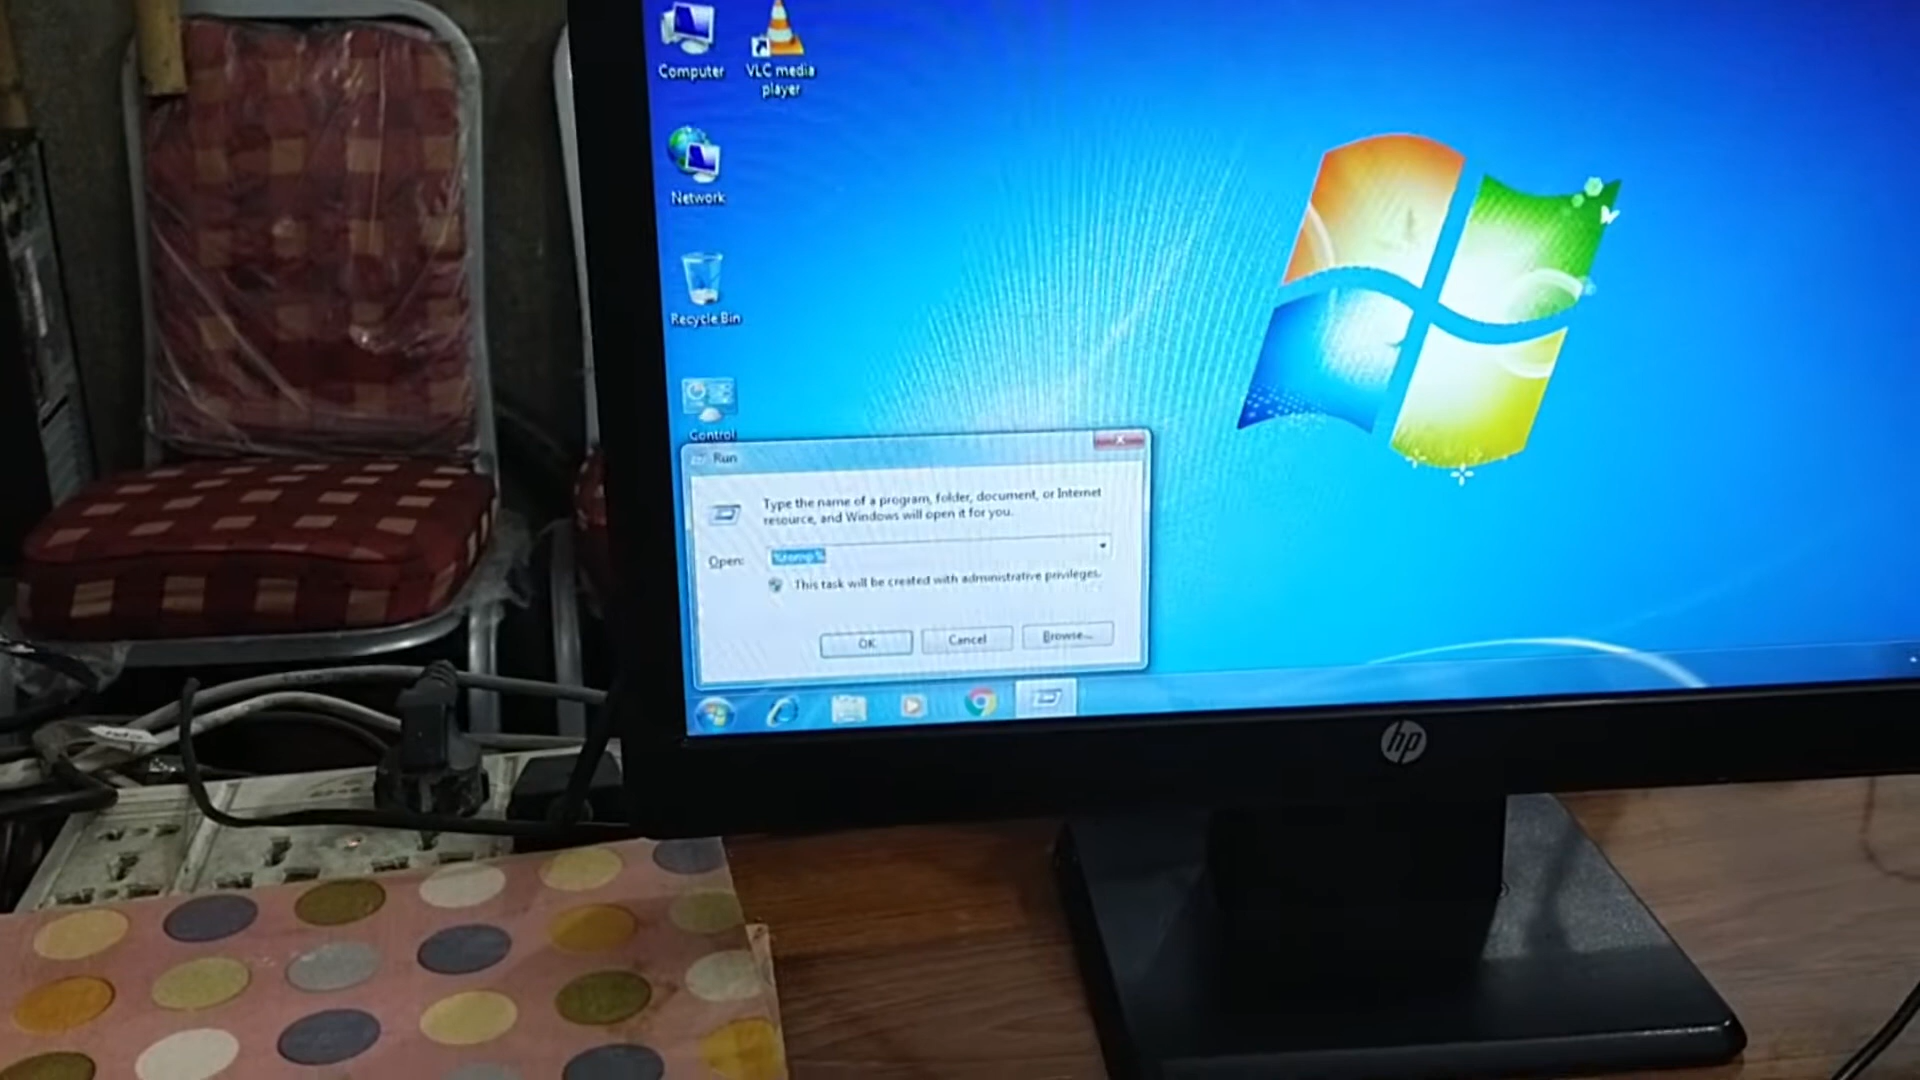 Computer
VLC media
player
Network
Recycle Bin
Control
Run
Type the name of a program, folder, document, or Internet
resource, and Windows will open it for you.
Open:
%temp%
This task will be created with administrative privileges.
OK
Cancel
Browse...
hp